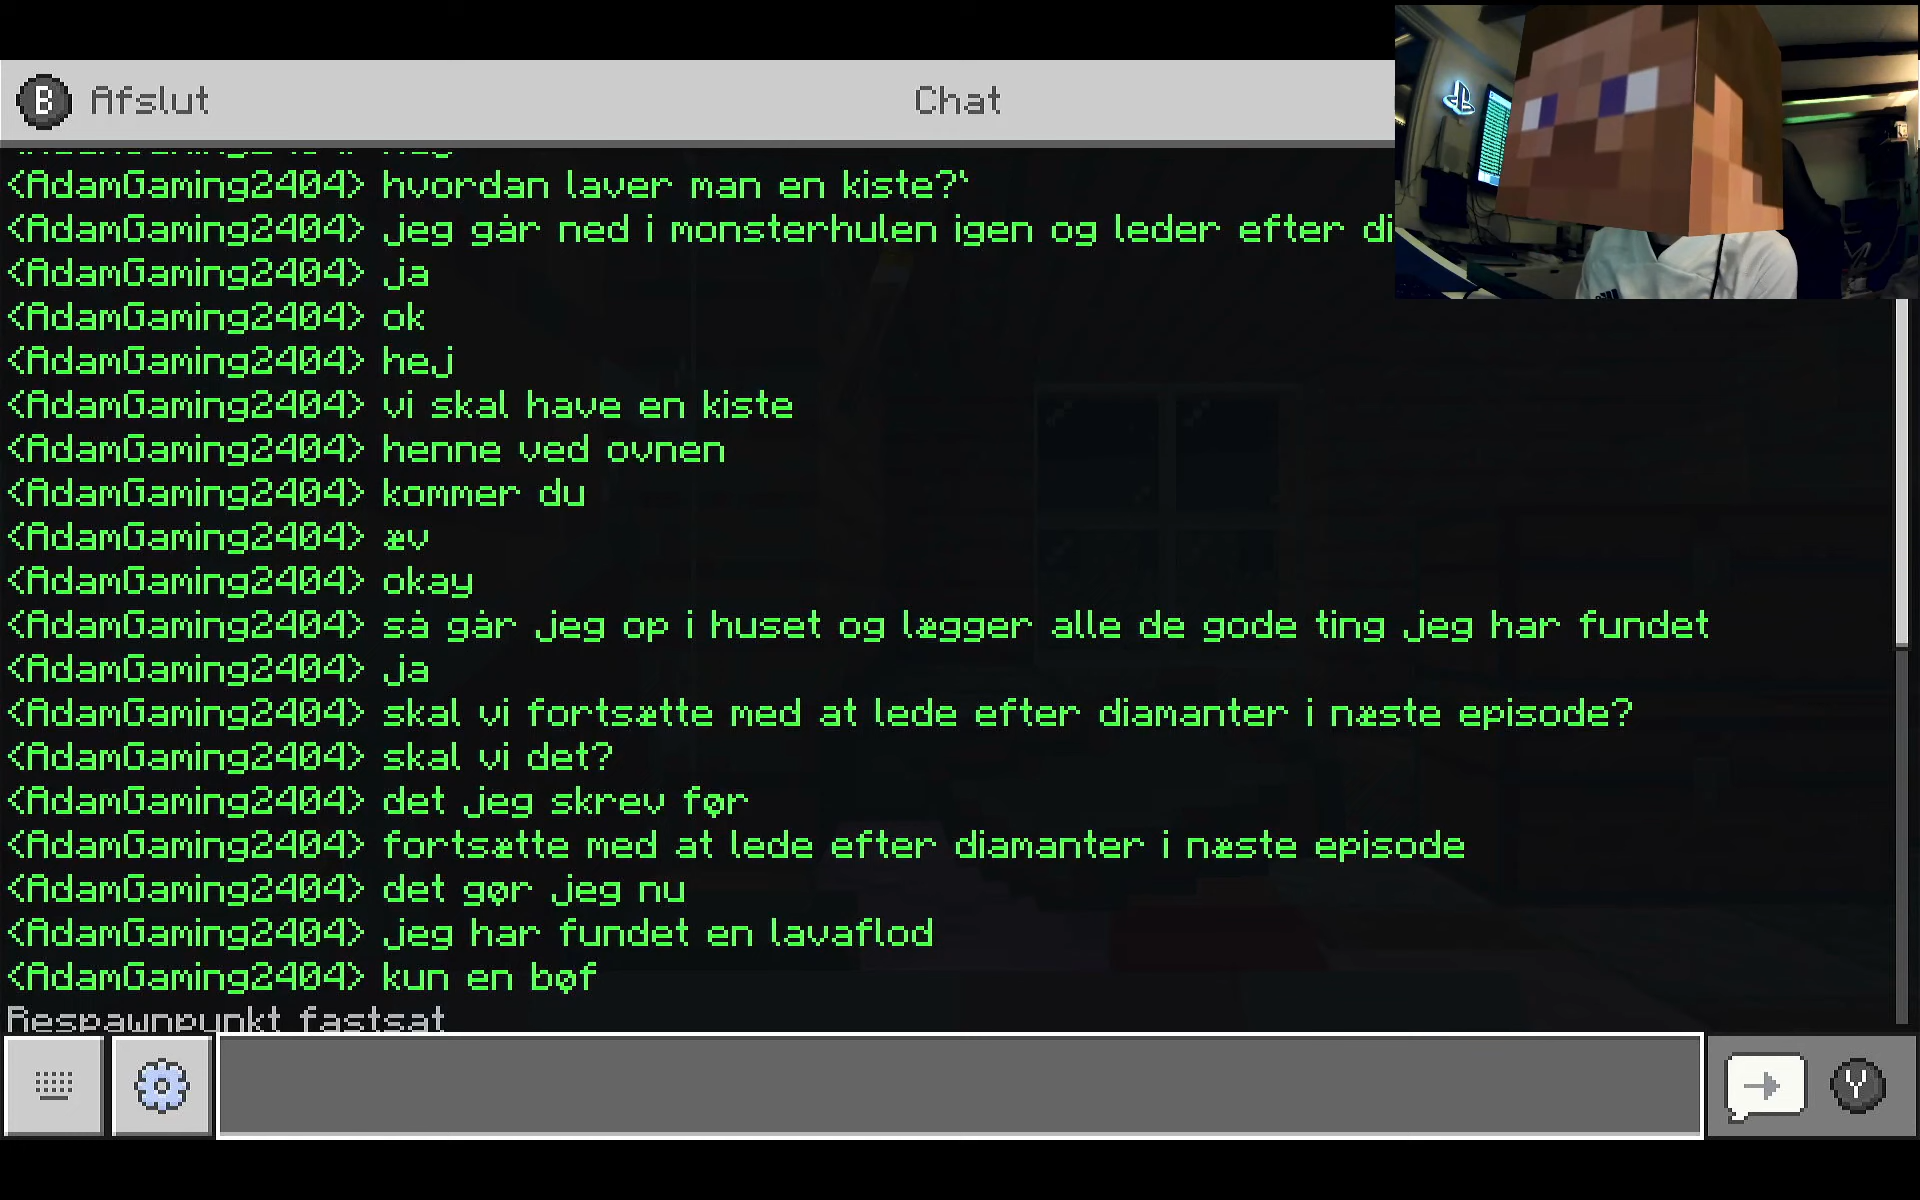 B Afslut
Chat
<AdamGaming2404> hvordan laver man en kiste?'
<AdamGaming2404> jeg går ned i monsterhulen igen og leder efter di
<AdamGaming2404> ja
<AdamGaming2404> ok
<AdamGaming2404> hej
<AdamGaming2404> vi skal have en kiste
<AdamGaming2404> henne ved ovnen
<AdamGaming2404> kommer du
<AdamGaming2404> æv
<AdamGaming2404> okay
<AdamGaming2404> så går jeg op i huset og lægger alle de gode ting jeg har fundet
<AdamGaming2404> ja
<AdamGaming2404> skal vi fortsætte med at lede efter diamanter i næste episode?
<AdamGaming2404> skal vi det?
<AdamGaming2404> det jeg skrev før
<AdamGaming2404> fortsætte med at lede efter diamanter i næste episode
<AdamGaming2404> det gør jeg nu
<AdamGaming2404> jeg har fundet en lavaflod
<AdamGaming2404> kun en bøf
Respawnpunkt fastsat
Y